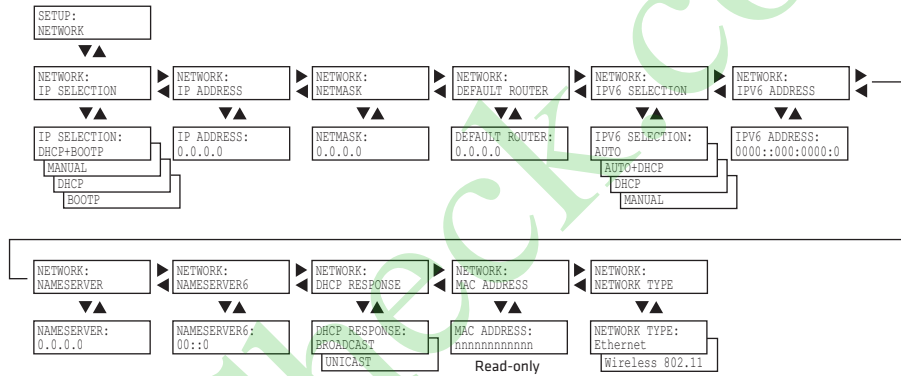 SETUP:
NETWORK
NETWORK:
IP SELECTION
NETWORK:
IP ADDRESS
NETWORK:
NETMASK
NETWORK:
DEFAULT ROUTER
NETWORK:
IPV6 SELECTION
NETWORK:
IPV6 ADDRESS
IP SELECTION:
DHCP+BOOTP
MANUAL
DHCP
BOOTP
IP ADDRESS:
0.0.0.0
NETMASK:
0.0.0.0
DEFAULT ROUTER:
0.0.0.0
IPV6 SELECTION:
AUTO
AUTO+DHCP
DHCP
MANUAL
IPV6 ADDRESS:
0000::000:0000:0
NETWORK:
NAMESERVER
NETWORK:
NAMESERVER6
NETWORK:
DHCP RESPONSE
NETWORK:
MAC ADDRESS
NETWORK:
NETWORK TYPE
NAMESERVER:
0.0.0.0
NAMESERVER6:
00::0
DHCP RESPONSE:
BROADCAST
UNICAST
MAC ADDRESS:
nnnnnnnnnnnn
Read-only
NETWORK TYPE:
Ethernet
Wireless 802.11